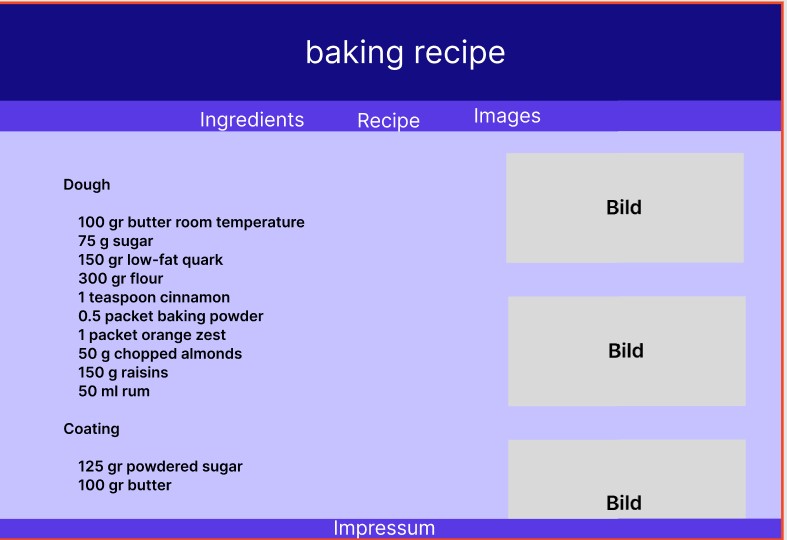 baking recipe
Ingredients
Recipe
Images
Dough
100 gr butter room temperature
75 g sugar
150 gr low-fat quark
300 gr flour
1 teaspoon cinnamon
0.5 packet baking powder
1 packet orange zest
50 g chopped almonds
150 g raisins
50 ml rum
Coating
125 gr powdered sugar
100 gr butter
Bild
Bild
Bild
Impressum